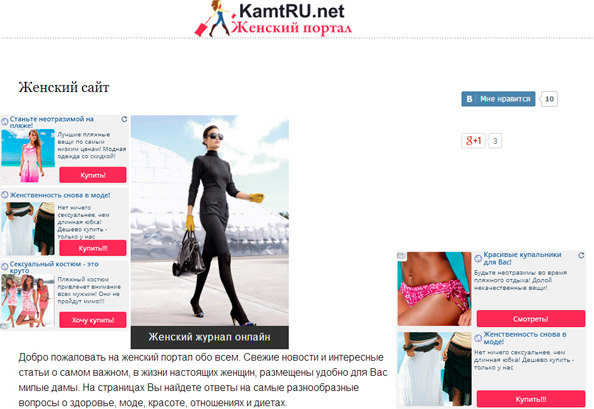 KamtRU.net
Женский портал
Женский сайт
В Мне нравится 10
g+1 3
Станьте неотразимой на
пляже!
Лучшие пляжные
вещи по самым
низким ценам! Модная
одежда со скидкой!
Купить!
Женственность снова в моде!
Нет ничего
сексуальнее, чем
длинная юбка!
Дешево купить -
только у нас
Купить!!!
Сексуальный костюм - это
круто
Пляжный костюм
привлечет внимание
всех мужчин! Они не
пройдут мимо!!!
Хочу купить!
Женский журнал онлайн
Красивые купальники
для Вас!
Будьте неотразимы во время
пляжного отдыха! Долой
некачественные вещи!
Смотреть!
Женственность снова в
моде!
Нет ничего сексуальнее, чем
длинная юбка! Дешево купить -
только у нас
Купить!!!
Добро пожаловать на женский портал обо всем. Свежие новости и интересные
статьи о самом важном, в жизни настоящих женщин, размещены удобно для Вас
милые дамы. На страницах Вы найдете ответы на самые разнообразные
вопросы о здоровье, моде, красоте, отношениях и диетах.